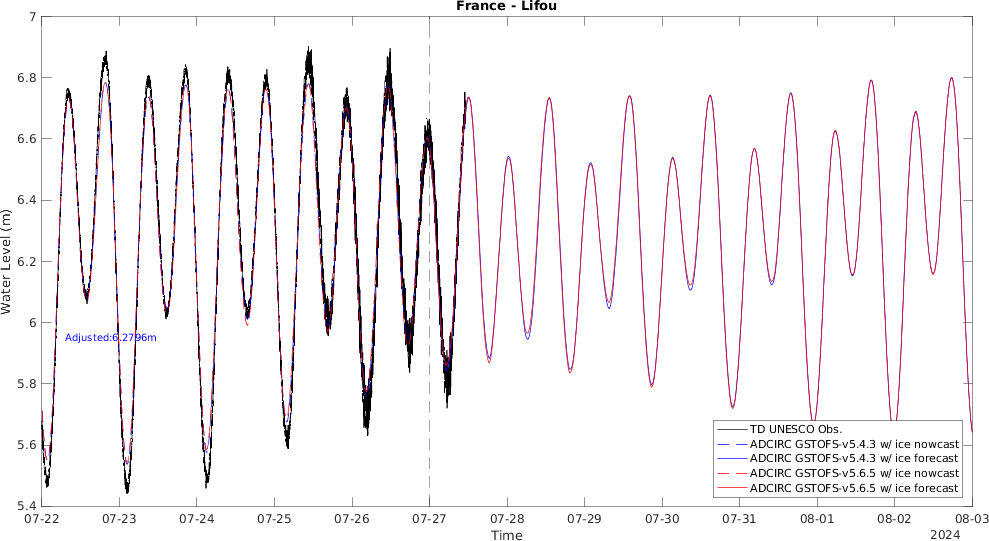 France - Lifou
7
6.8
6.6
6.4
6.2
6
5.8
5.6
5.4
Water Level (m)
Adjusted:6.2796m
TD UNESCO Obs.
ADCIRC GSTOFS-v5.4.3 w/ ice nowcast
ADCIRC GSTOFS-v5.4.3 w/ ice forecast
ADCIRC GSTOFS-v5.6.5 w/ ice nowcast
ADCIRC GSTOFS-v5.6.5 w/ ice forecast
07-22 07-23 07-24 07-25 07-26 07-27 07-28 07-29 07-30 07-31 08-01 08-02 08-03
Time
2024